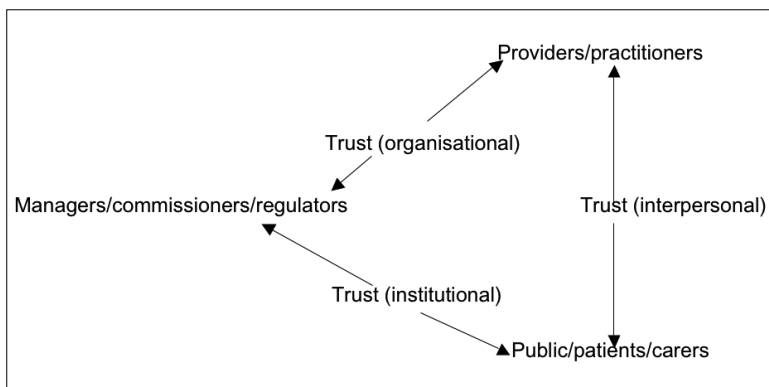 Providers/practitioners
Trust (organisational)
Managers/commissioners/regulators
Trust (interpersonal)
Trust (institutional)
Public/patients/carers